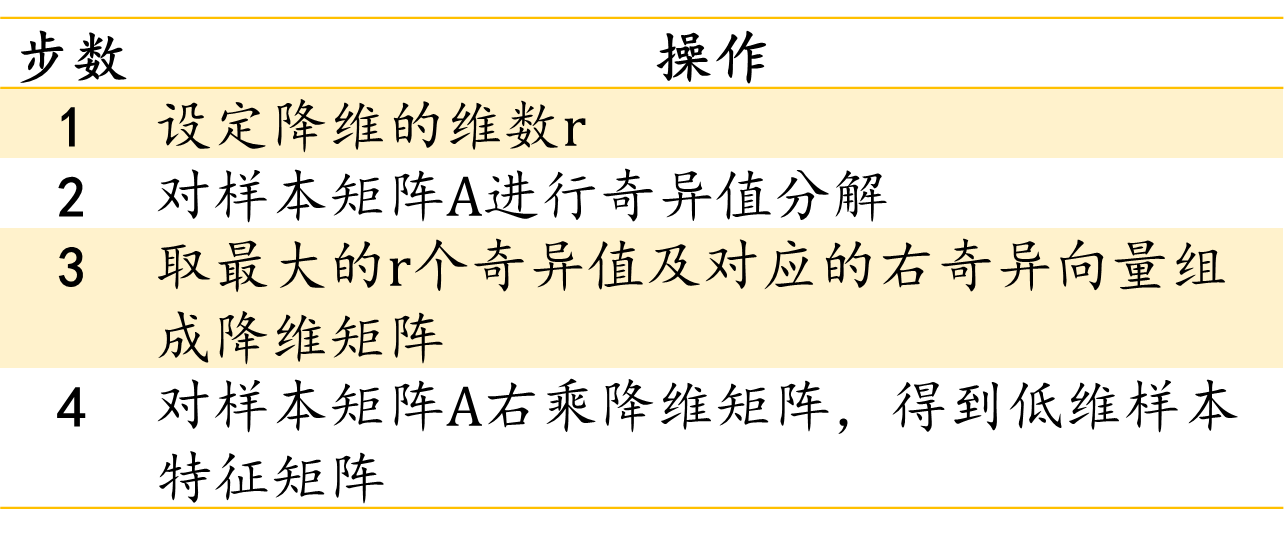 步数 操作
1 设定降维的维数r
2 对样本矩阵A进行奇异值分解
3 取最大的r个奇异值及对应的右奇异向量组
成降维矩阵
4 对样本矩阵A右乘降维矩阵，得到低维样本
特征矩阵